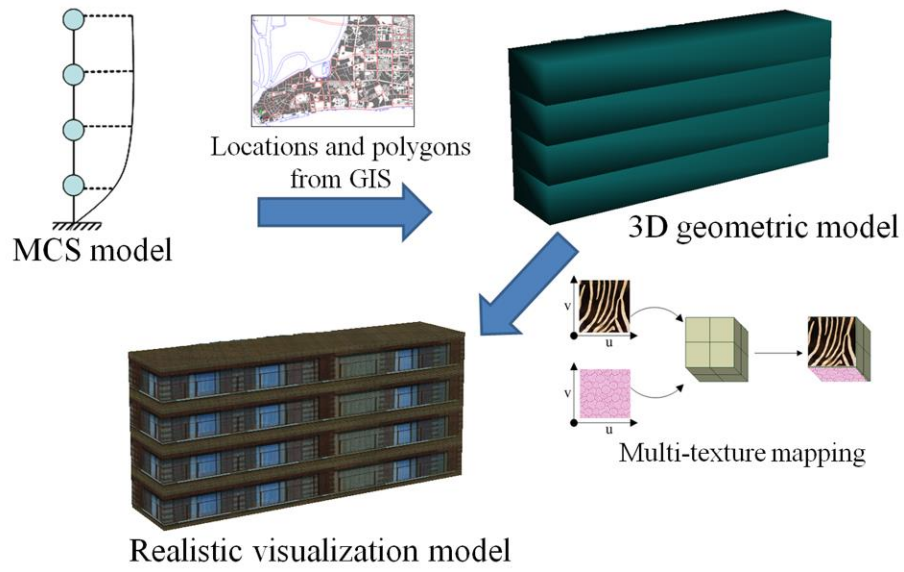 MCS model
Locations and polygons
from GIS
3D geometric model
v
u
v
u
Multi-texture mapping
Realistic visualization model